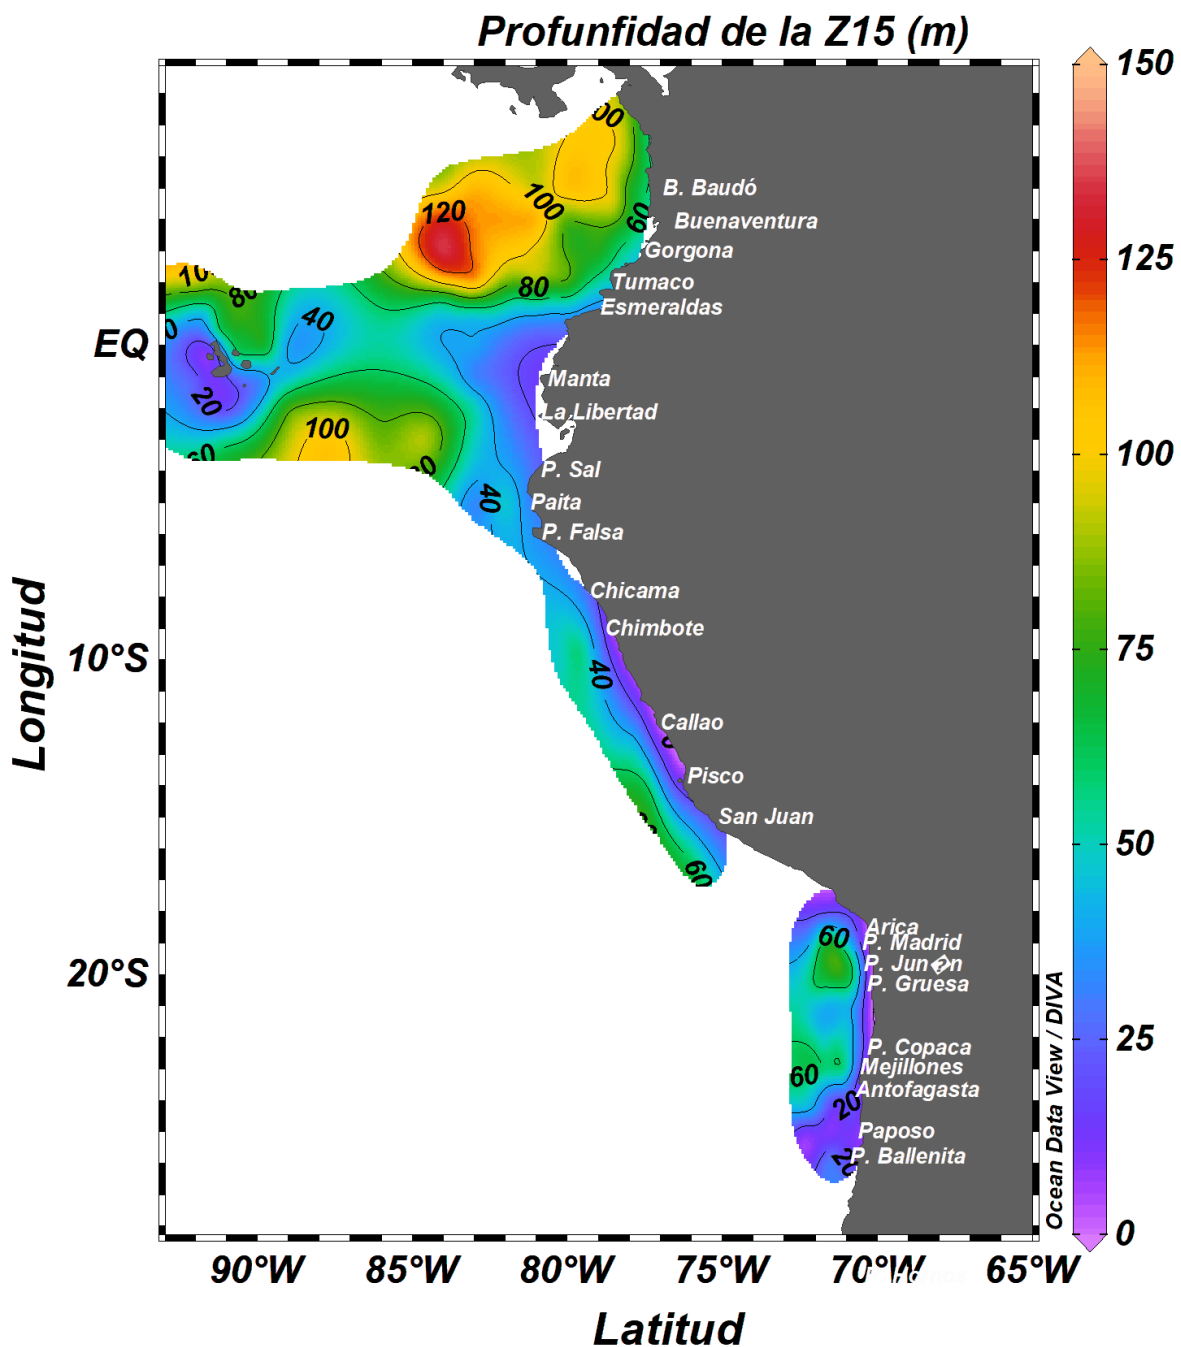 Profunfidad de la Z15 (m)
150
125
100
75
50
25
0
B. Baudó
Buenaventura
Gorgona
Tumaco
Esmeraldas
Manta
La Libertad
P. Sal
Paita
P. Falsa
Chicama
Chimbote
Callao
Pisco
San Juan
Arica
P. Madrid
P. Jun�n
P. Gruesa
P. Copaca
Mejillones
Antofagasta
Paposo
P. Ballenita
120
100
60
80
40
20
100
40
40
60
60
60
20
20
EQ
10°S
20°S
Longitud
90°W
85°W
80°W
75°W
70°W
65°W
Latitud
Ocean Data View / DIVA